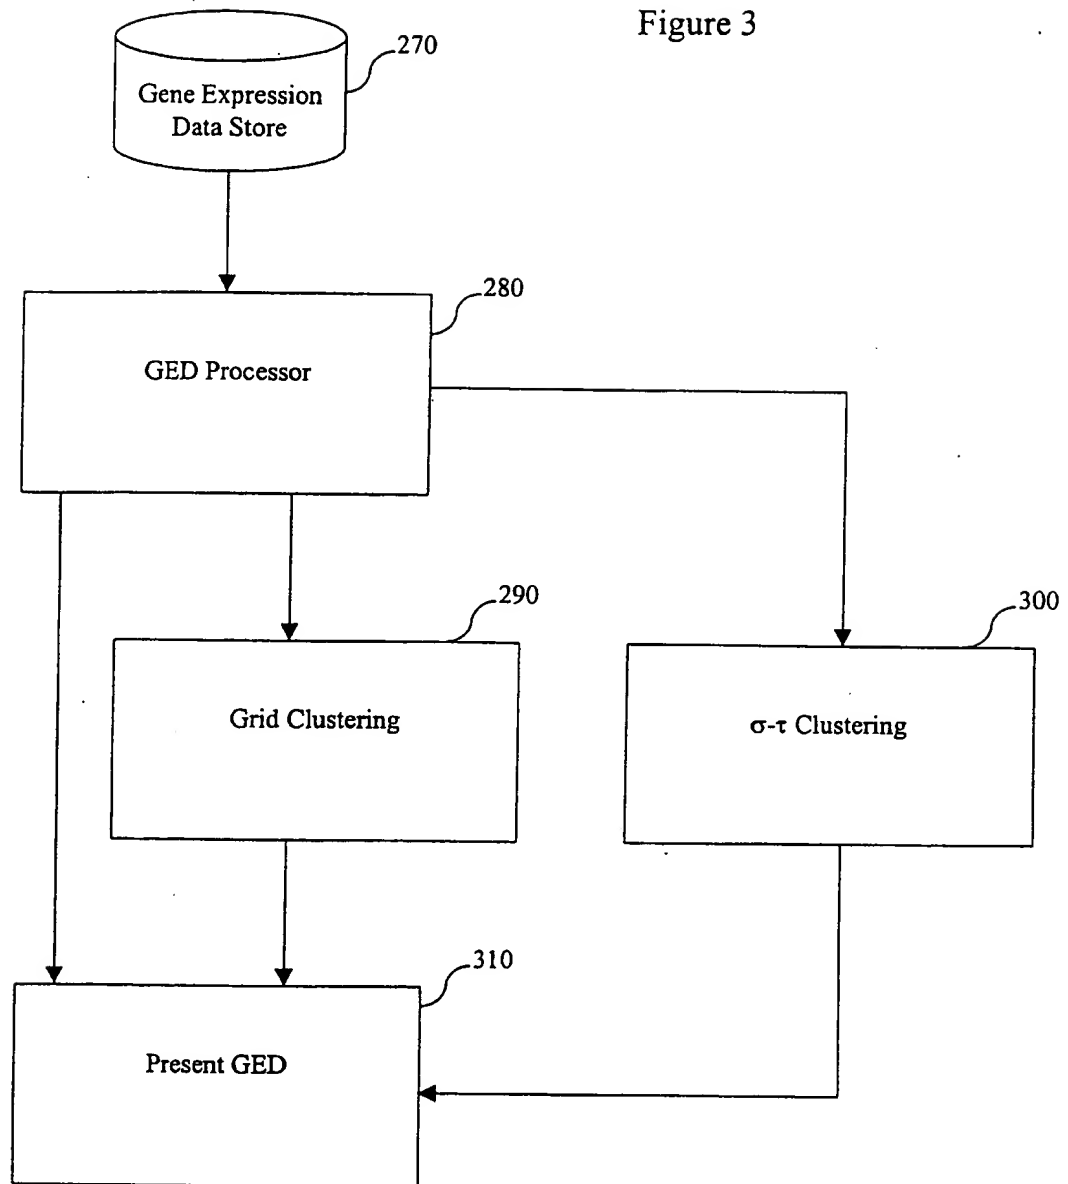 Figure 3
270
Gene Expression
Data Store
280
GED Processor
290
300
Grid Clustering
σ-τ Clustering
310
Present GED